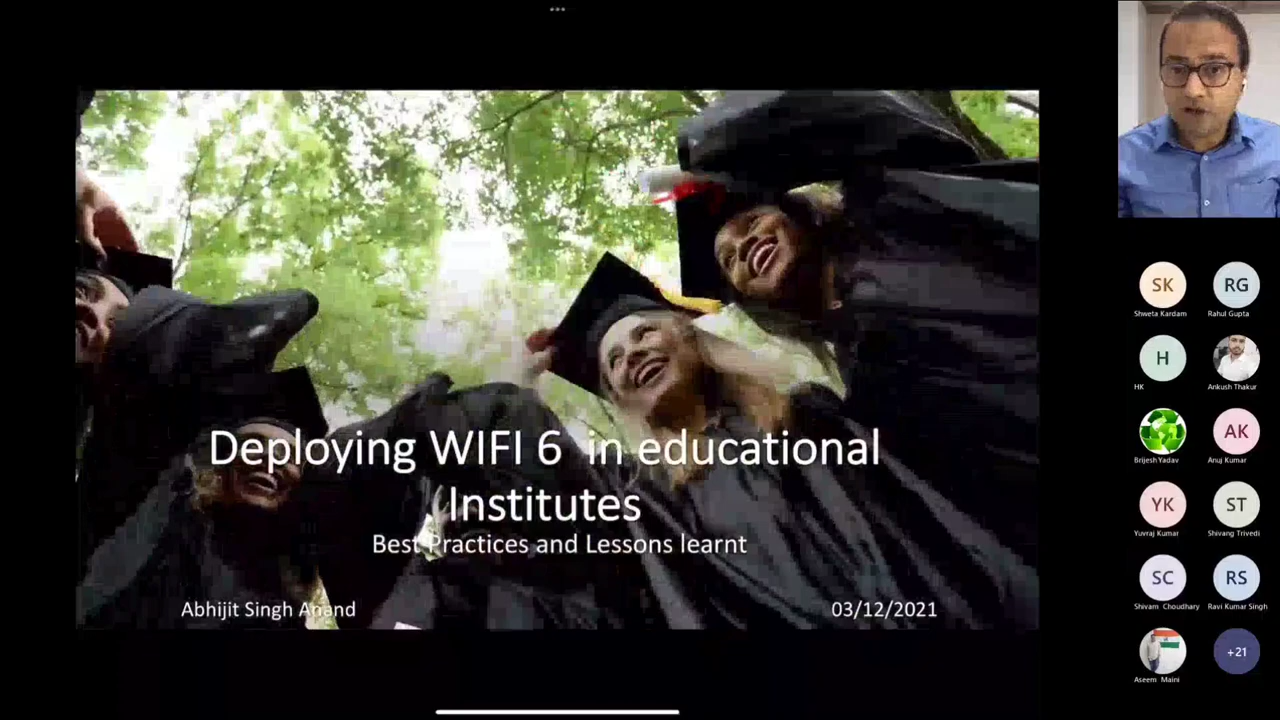 Deploying WIFI 6 in educational
Institutes
Best Practices and Lessons learnt
Abhijit Singh Anand
03/12/2021
SK
RG
Shweta Kardam
Rahul Gupta
H
HK
Ankush Thakur
AK
Brijesh Yadav
Anuj Kumar
YK
ST
Yuvraj Kumar
Shivang Trivedi
SC
RS
Shivam Choudhary
Ravi Kumar Singh
+21
Aseem Maini